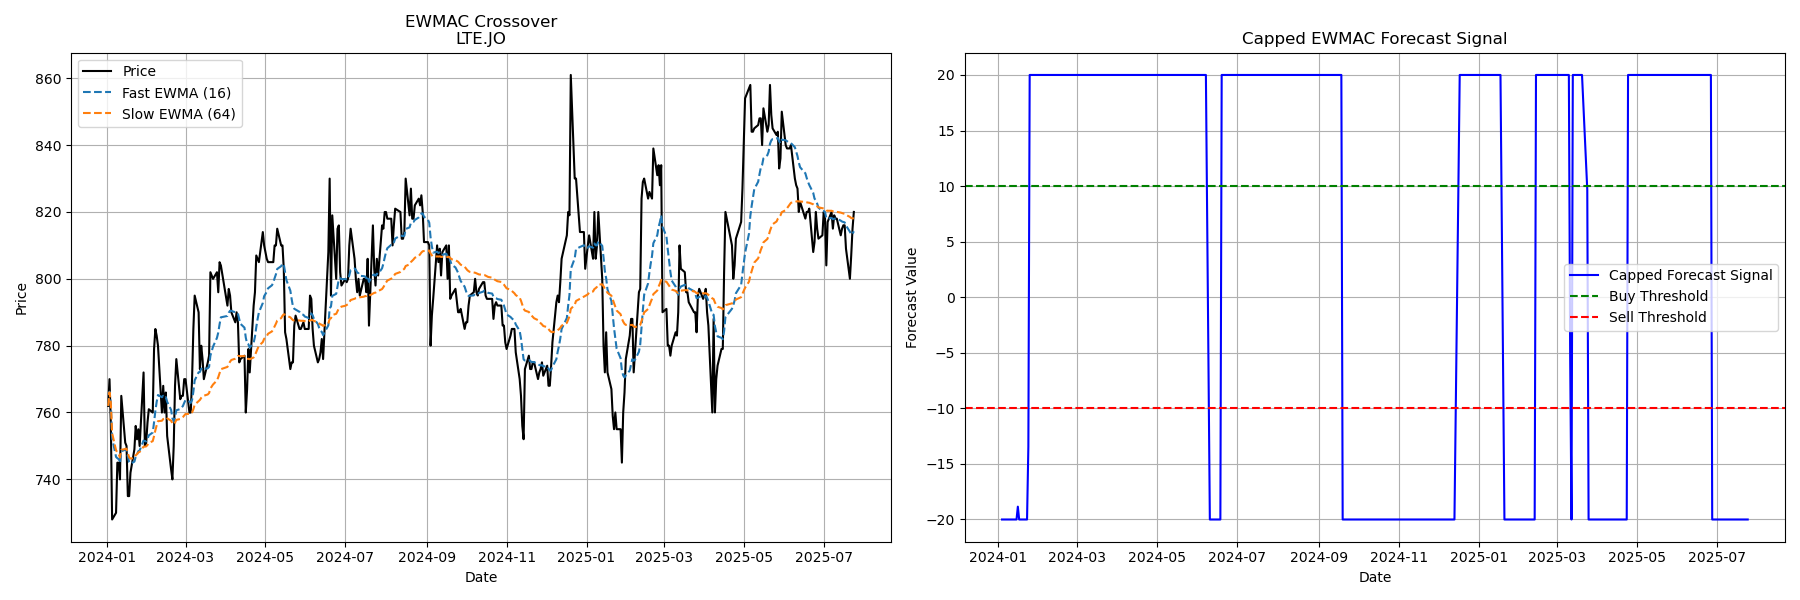 EWMAC Crossover
LTE.JO
Price
Fast EWMA (16)
Slow EWMA (64)
860
840
820
800
780
760
740
Price
2024-01 2024-03 2024-05 2024-07 2024-09 2024-11 2025-01 2025-03 2025-05 2025-07
Date
Capped EWMAC Forecast Signal
20
15
10
5
0
−5
−10
−15
−20
Forecast Value
Capped Forecast Signal
Buy Threshold
Sell Threshold
2024-01 2024-03 2024-05 2024-07 2024-09 2024-11 2025-01 2025-03 2025-05 2025-07
Date